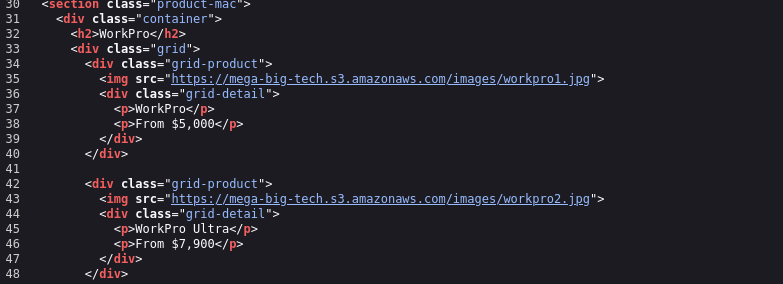 30 <section class="product-mac">
31 <div class="container">
32 <h2>WorkPro</h2>
33 <div class="grid">
34 <div class="grid-product">
35 <img src="https://mega-big-tech.s3.amazonaws.com/images/workpro1.jpg">
36 <div class="grid-detail">
37 <p>WorkPro</p>
38 <p>From $5,000</p>
39 </div>
40 </div>
41
42 <div class="grid-product">
43 <img src="https://mega-big-tech.s3.amazonaws.com/images/workpro2.jpg">
44 <div class="grid-detail">
45 <p>WorkPro Ultra</p>
46 <p>From $7,900</p>
47 </div>
48 </div>